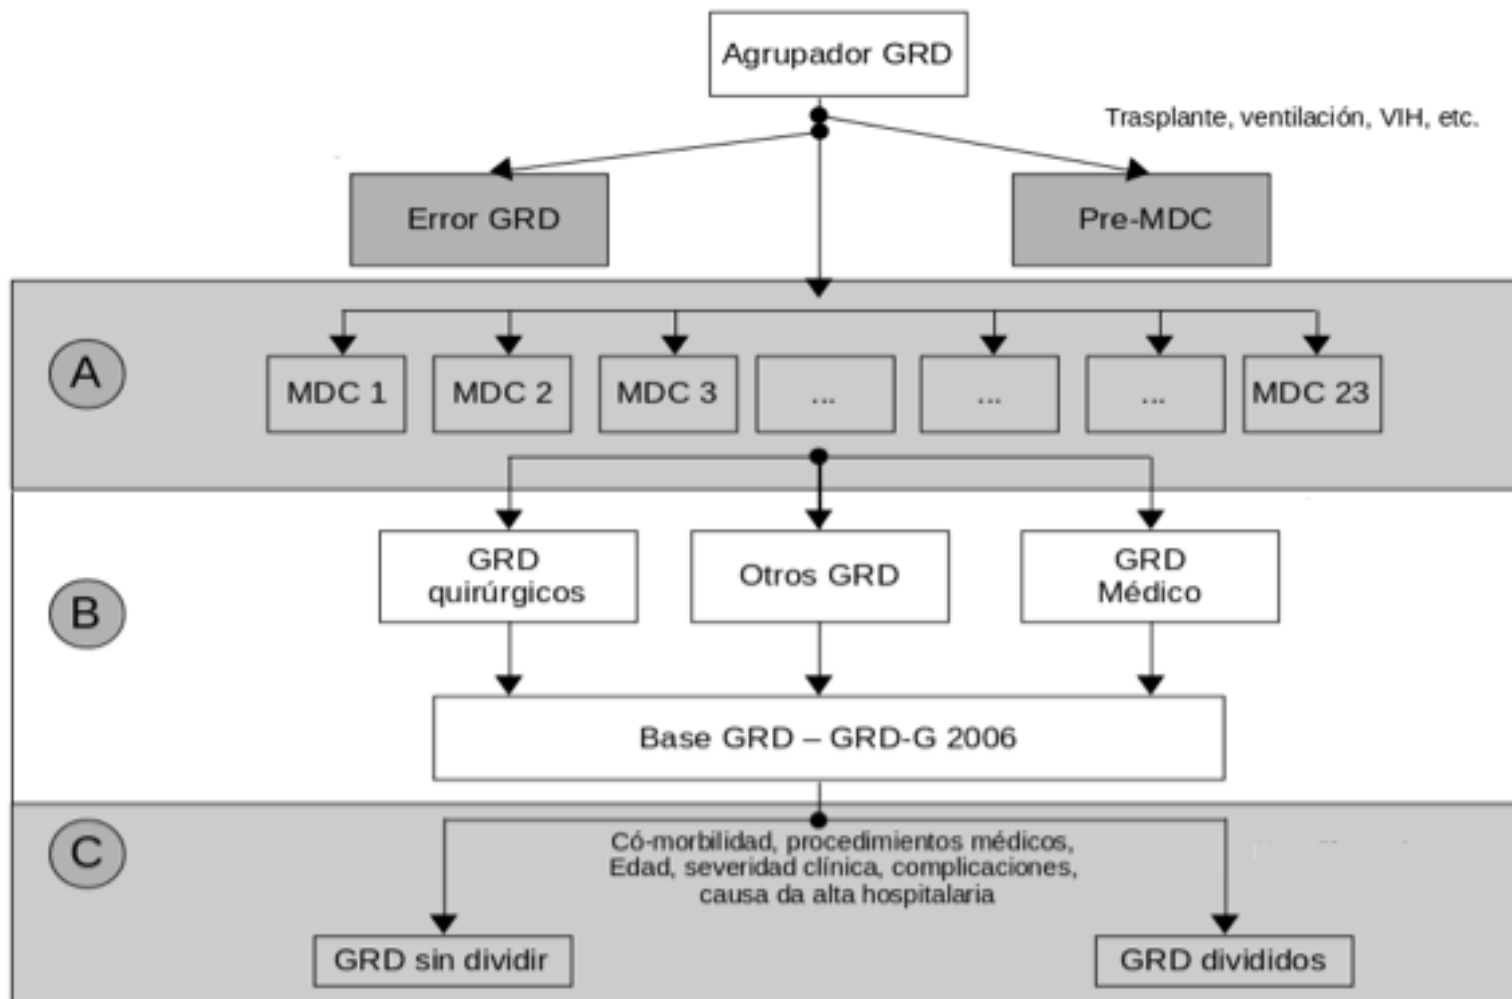 Agrupador GRD
Trasplante, ventilación, VIH, etc.
Error GRD
Pre-MDC
A
MDC 1
MDC 2
MDC 3
...
...
...
MDC 23
B
GRD
quirúrgicos
Otros GRD
GRD
Médico
Base GRD – GRD-G 2006
C
Có-morbilidad, procedimientos médicos,
Edad, severidad clínica, complicaciones,
causa da alta hospitalaria
GRD sin dividir
GRD divididos